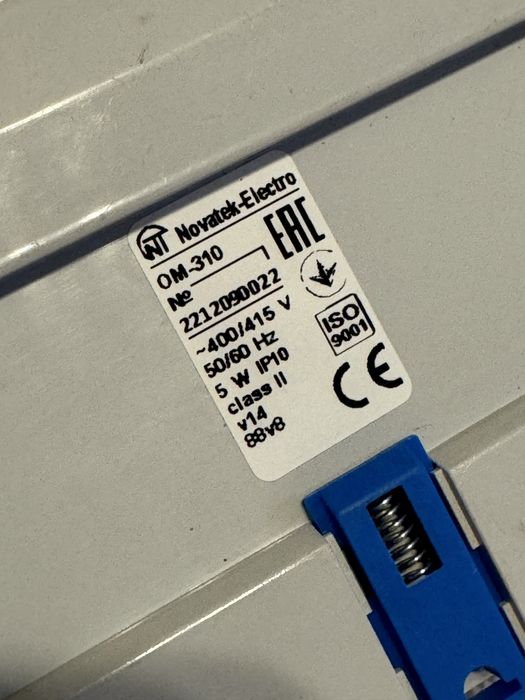 NT Novatek-Electro
OM-310
№
2212090022
~400/415 V
50/60 Hz
5 W IP10
class II
v14
88v8
EAC
ISO
9001
CE